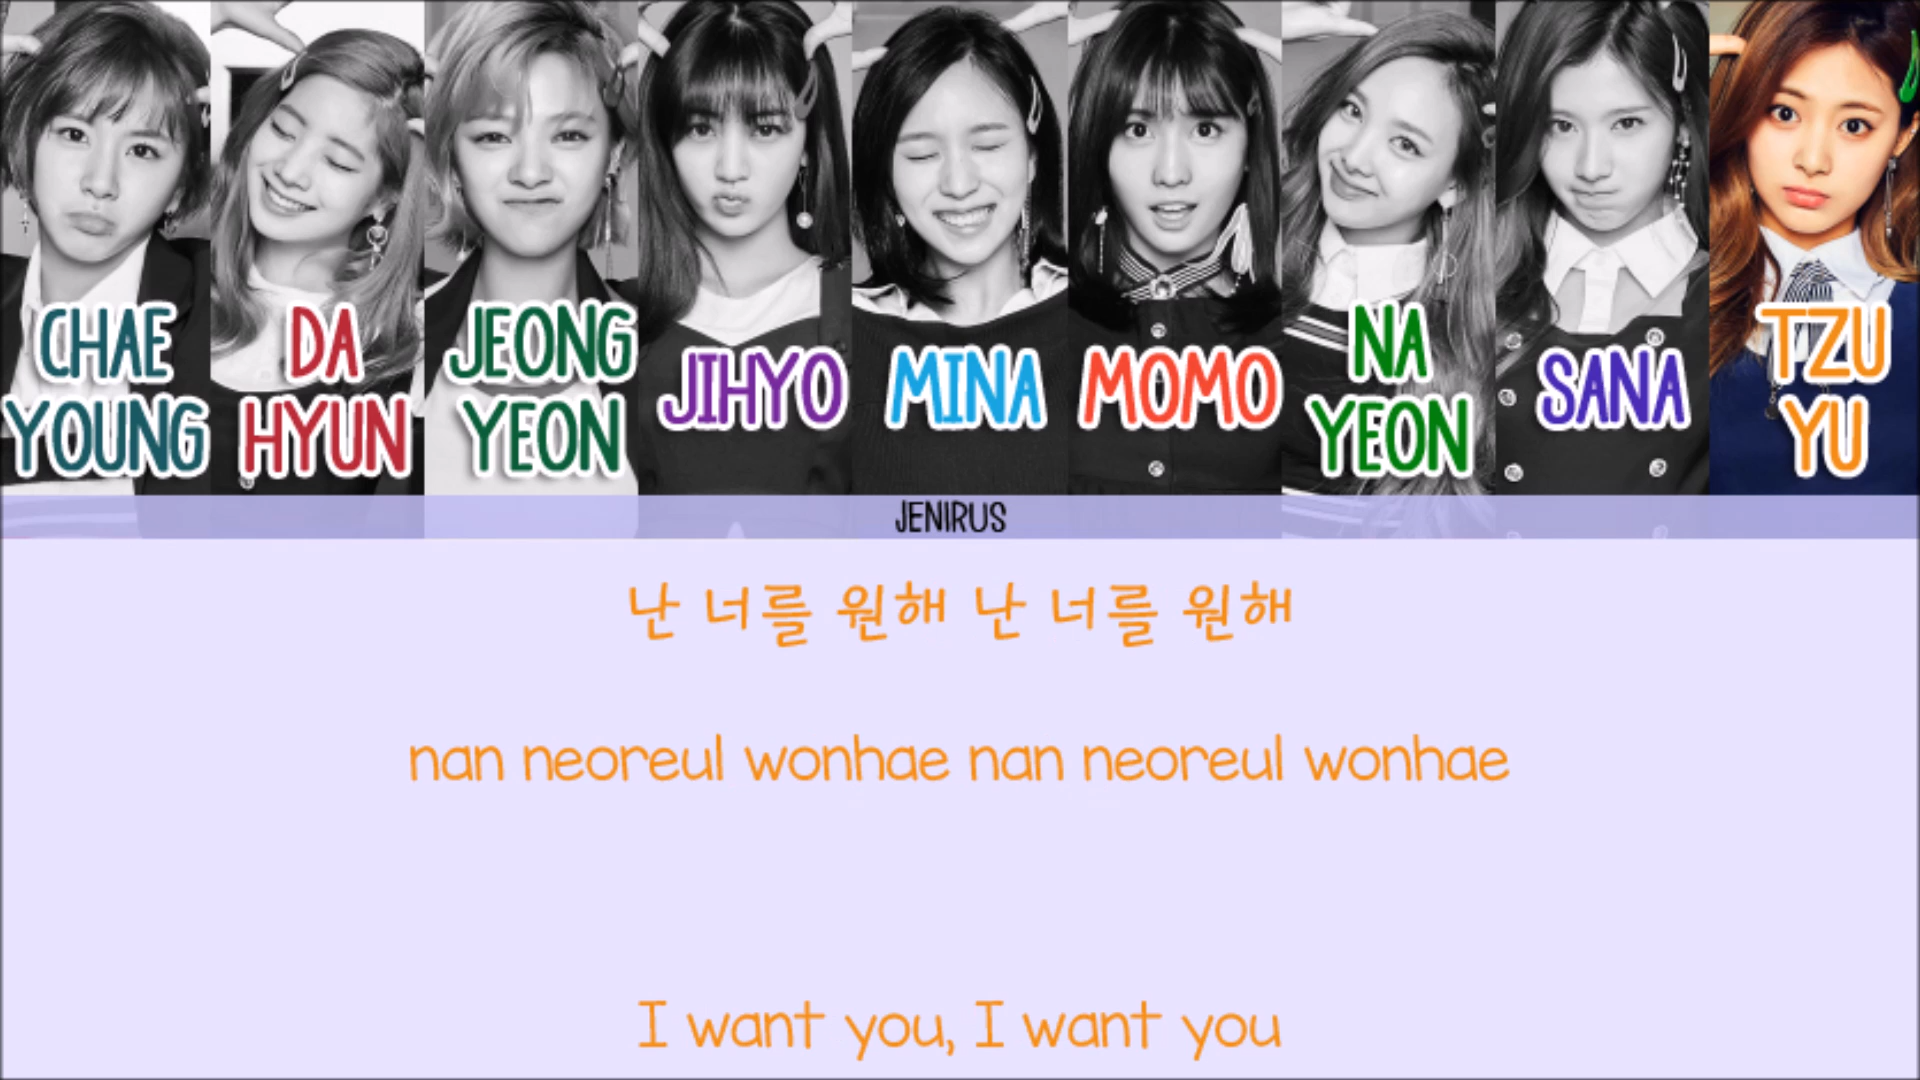 CHAE
YOUNG
DA
HYUN
JEONG
YEON
JIHYO
MINA
MOMO
NA
YEON
SANA
TZU
YU
JENIRUS
난 너를 원해 난 너를 원해
nan neoreul wonhae nan neoreul wonhae
I want you, I want you